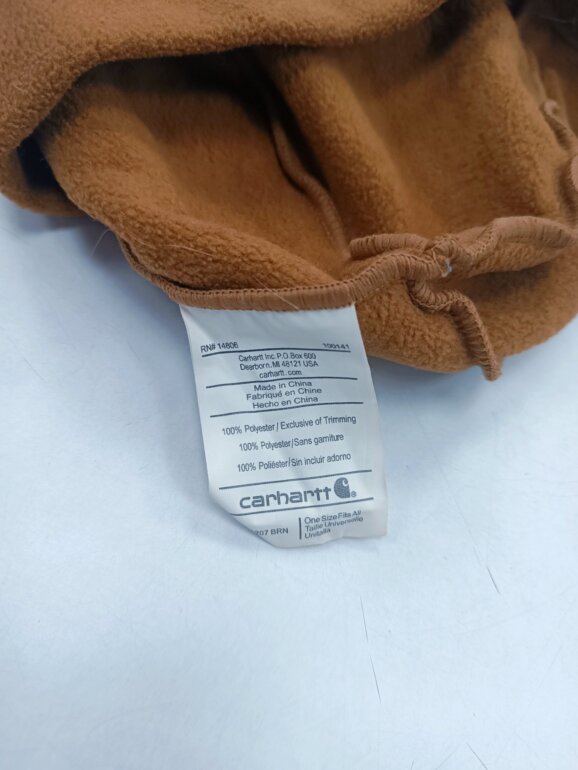 RN# 14806 100141
Carhartt Inc. P.O. Box 600
Dearborn, MI 48121 USA
carhartt.com
Made in China
Fabriqué en Chine
Hecho en China
100% Polyester / Exclusive of Trimming
100% Polyester/Sans garniture
100% Poliéster/Sin incluir adorno
carhartt®
BRN
One Size Fits All
Taille Universelle
Unitalla